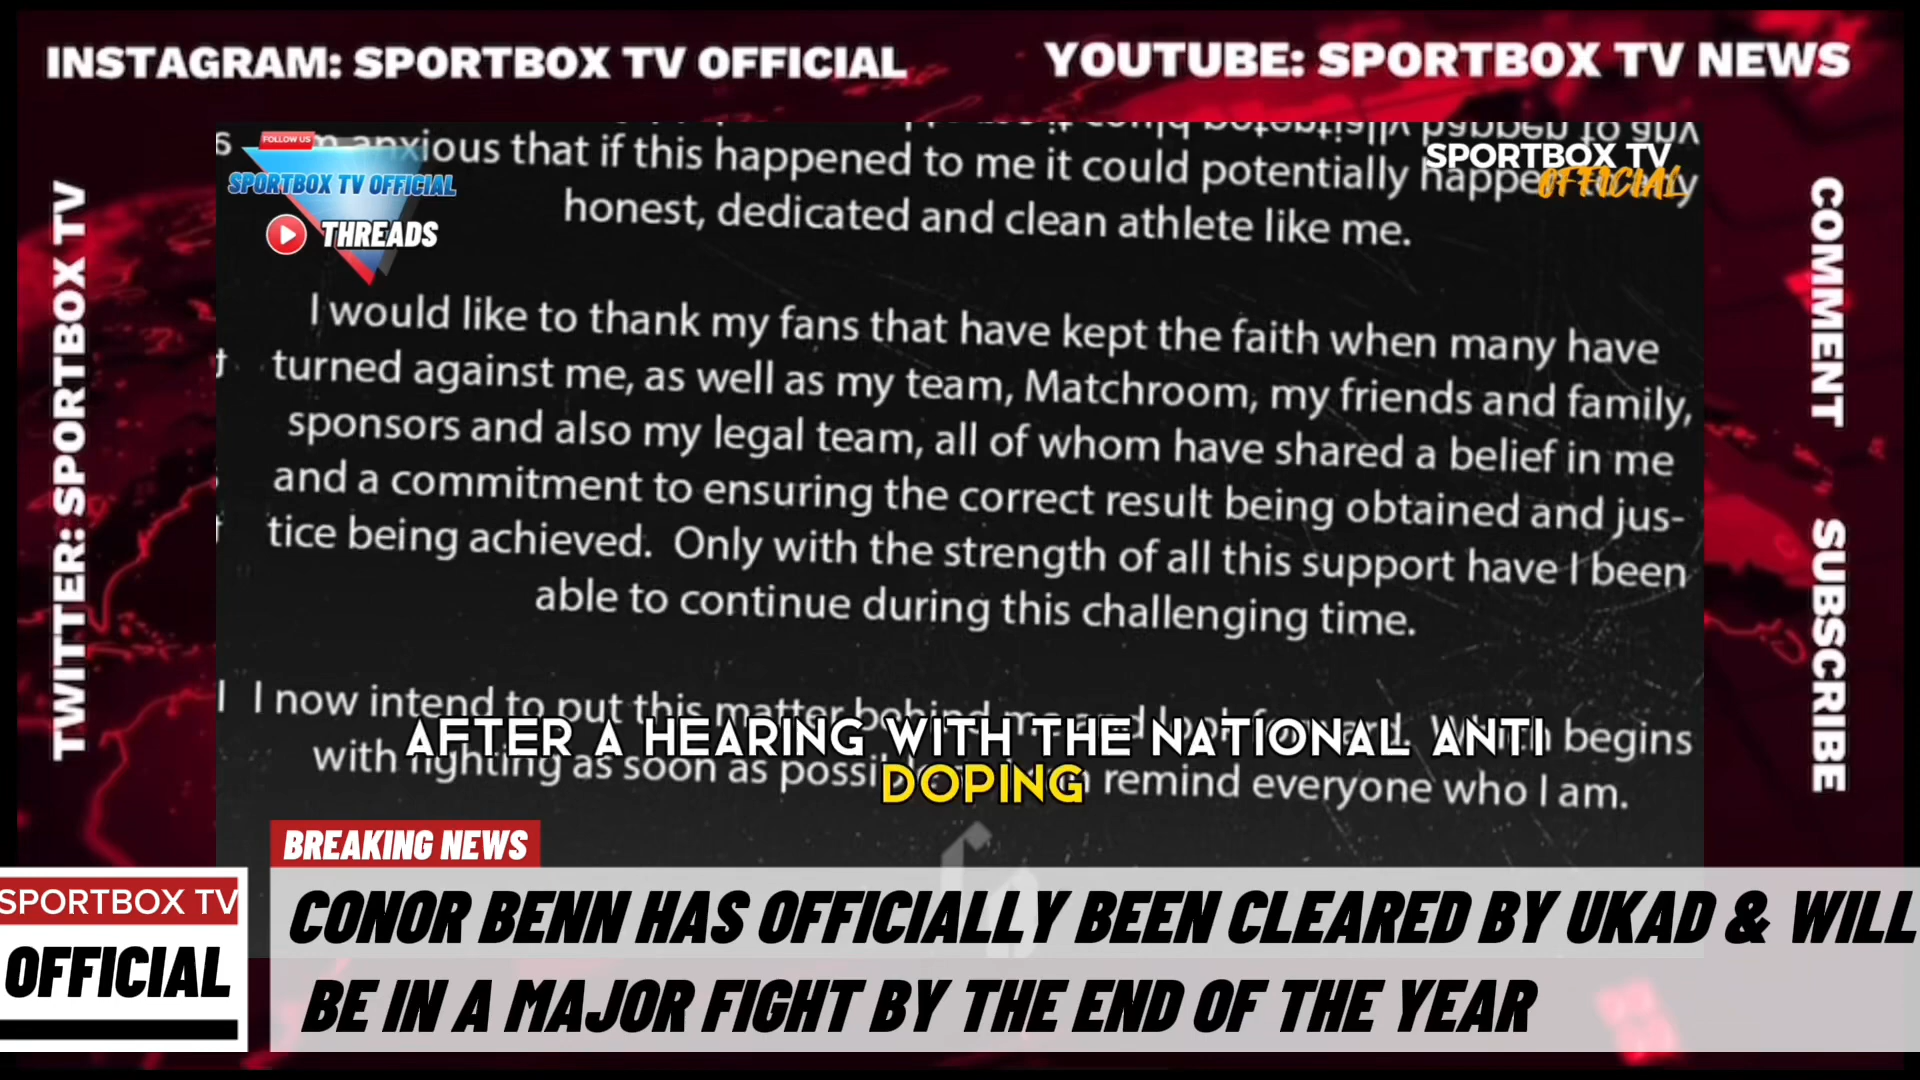 INSTAGRAM: SPORTBOX TV OFFICIAL
YOUTUBE: SPORTBOX TV NEWS
TWITTER: SPORTBOX TV
COMMENT
SUBSCRIBE
FOLLOW US
SPORTBOX TV OFFICIAL
THREADS
SPORTBOX TV
OFFICIAL
anxious that if this happened to me it could potentially
honest, dedicated and clean athlete like me.
I would like to thank my fans that have kept the faith when many have
turned against me, as well as my team, Matchroom, my friends and family,
sponsors and also my legal team, all of whom have shared a belief in me
and a commitment to ensuring the correct result being obtained and jus-
tice being achieved. Only with the strength of all this support have I been
able to continue during this challenging time.
I now intend to put this matter behind me and begins
with fighting as soon as remind everyone who I am.
AFTER A HEARING WITH THE NATIONAL ANTI
DOPING
BREAKING NEWS
SPORTBOX TV
OFFICIAL
CONOR BENN HAS OFFICIALLY BEEN CLEARED BY UKAD & WILL
BE IN A MAJOR FIGHT BY THE END OF THE YEAR